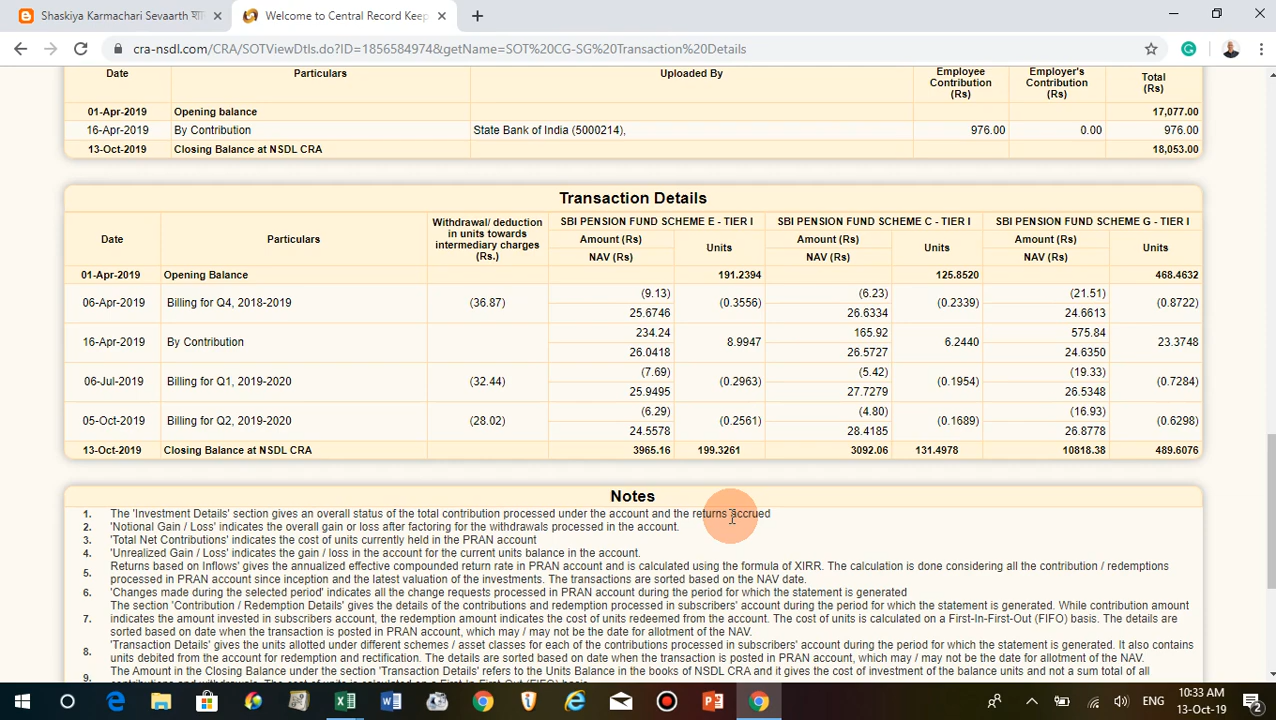 Shaskiya Karmachari Sevaarth
Welcome to Central Record Keep
cra-nsdl.com/CRA/SOTViewDtls.do?ID=1856584974&getName=SOT%20CG-SG%20Transaction%20Details
Date Particulars Uploaded By Employee Contribution (Rs) Employer's Contribution (Rs) Total (Rs)
01-Apr-2019 Opening balance 17,077.00
16-Apr-2019 By Contribution State Bank of India (5000214), 976.00 0.00 976.00
13-Oct-2019 Closing Balance at NSDL CRA 18,053.00
Transaction Details
Date Particulars Withdrawal/ deduction in units towards intermediary charges (Rs.) SBI PENSION FUND SCHEME E - TIER I SBI PENSION FUND SCHEME C - TIER I SBI PENSION FUND SCHEME G - TIER I
Amount (Rs) Units Amount (Rs) Units Amount (Rs) Units
NAV (Rs) NAV (Rs) NAV (Rs)
01-Apr-2019 Opening Balance 191.2394 125.8520 468.4632
06-Apr-2019 Billing for Q4, 2018-2019 (36.87) (9.13) (0.3556) (6.23) (0.2339) (21.51) (0.8722)
25.6746 26.6334 24.6613
16-Apr-2019 By Contribution 234.24 8.9947 165.92 6.2440 575.84 23.3748
26.0418 26.5727 24.6350
06-Jul-2019 Billing for Q1, 2019-2020 (32.44) (7.69) (0.2963) (5.42) (0.1954) (19.33) (0.7284)
25.9495 27.7279 26.5348
05-Oct-2019 Billing for Q2, 2019-2020 (28.02) (6.29) (0.2561) (4.80) (0.1689) (16.93) (0.6298)
24.5578 28.4185 26.8778
13-Oct-2019 Closing Balance at NSDL CRA 3965.16 199.3261 3092.06 131.4978 10818.38 489.6076
Notes
1. The 'Investment Details' section gives an overall status of the total contribution processed under the account and the returns accrued
2. 'Notional Gain / Loss' indicates the overall gain or loss after factoring for the withdrawals processed in the account.
3. 'Total Net Contributions' indicates the cost of units currently held in the PRAN account
4. 'Unrealized Gain / Loss' indicates the gain / loss in the account for the current units balance in the account.
5. Returns based on Inflows' gives the annualized effective compounded return rate in PRAN account and is calculated using the formula of XIRR. The calculation is done considering all the contribution / redemptions
processed in PRAN account since inception and the latest valuation of the investments. The transactions are sorted based on the NAV date.
6. 'Changes made during the selected period' indicates all the change requests processed in PRAN account during the period for which the statement is generated
7. The section 'Contribution / Redemption Details' gives the details of the contributions and redemption processed in subscribers' account during the period for which the statement is generated. While contribution amount
indicates the amount invested in subscribers account, the redemption amount indicates the cost of units redeemed from the account. The cost of units is calculated on a First-In-First-Out (FIFO) basis. The details are
sorted based on date when the transaction is posted in PRAN account, which may / may not be the date for allotment of the NAV.
8. 'Transaction Details' gives the units allotted under different schemes / asset classes for each of the contributions processed in subscriber's account during the period for which the statement is generated. It also contains
units debited from the account for redemption and rectification. The details are sorted based on date when the transaction is posted in PRAN account, which may / may not be the date for allotment of the NAV.
9. The Amount in the Closing Balance under the section 'Transaction Details' refers to the Units Balance in the books of NSDL CRA and it gives the cost of investment of the balance units and not a sum total of all
ENG
10:33 AM
13-Oct-19
2